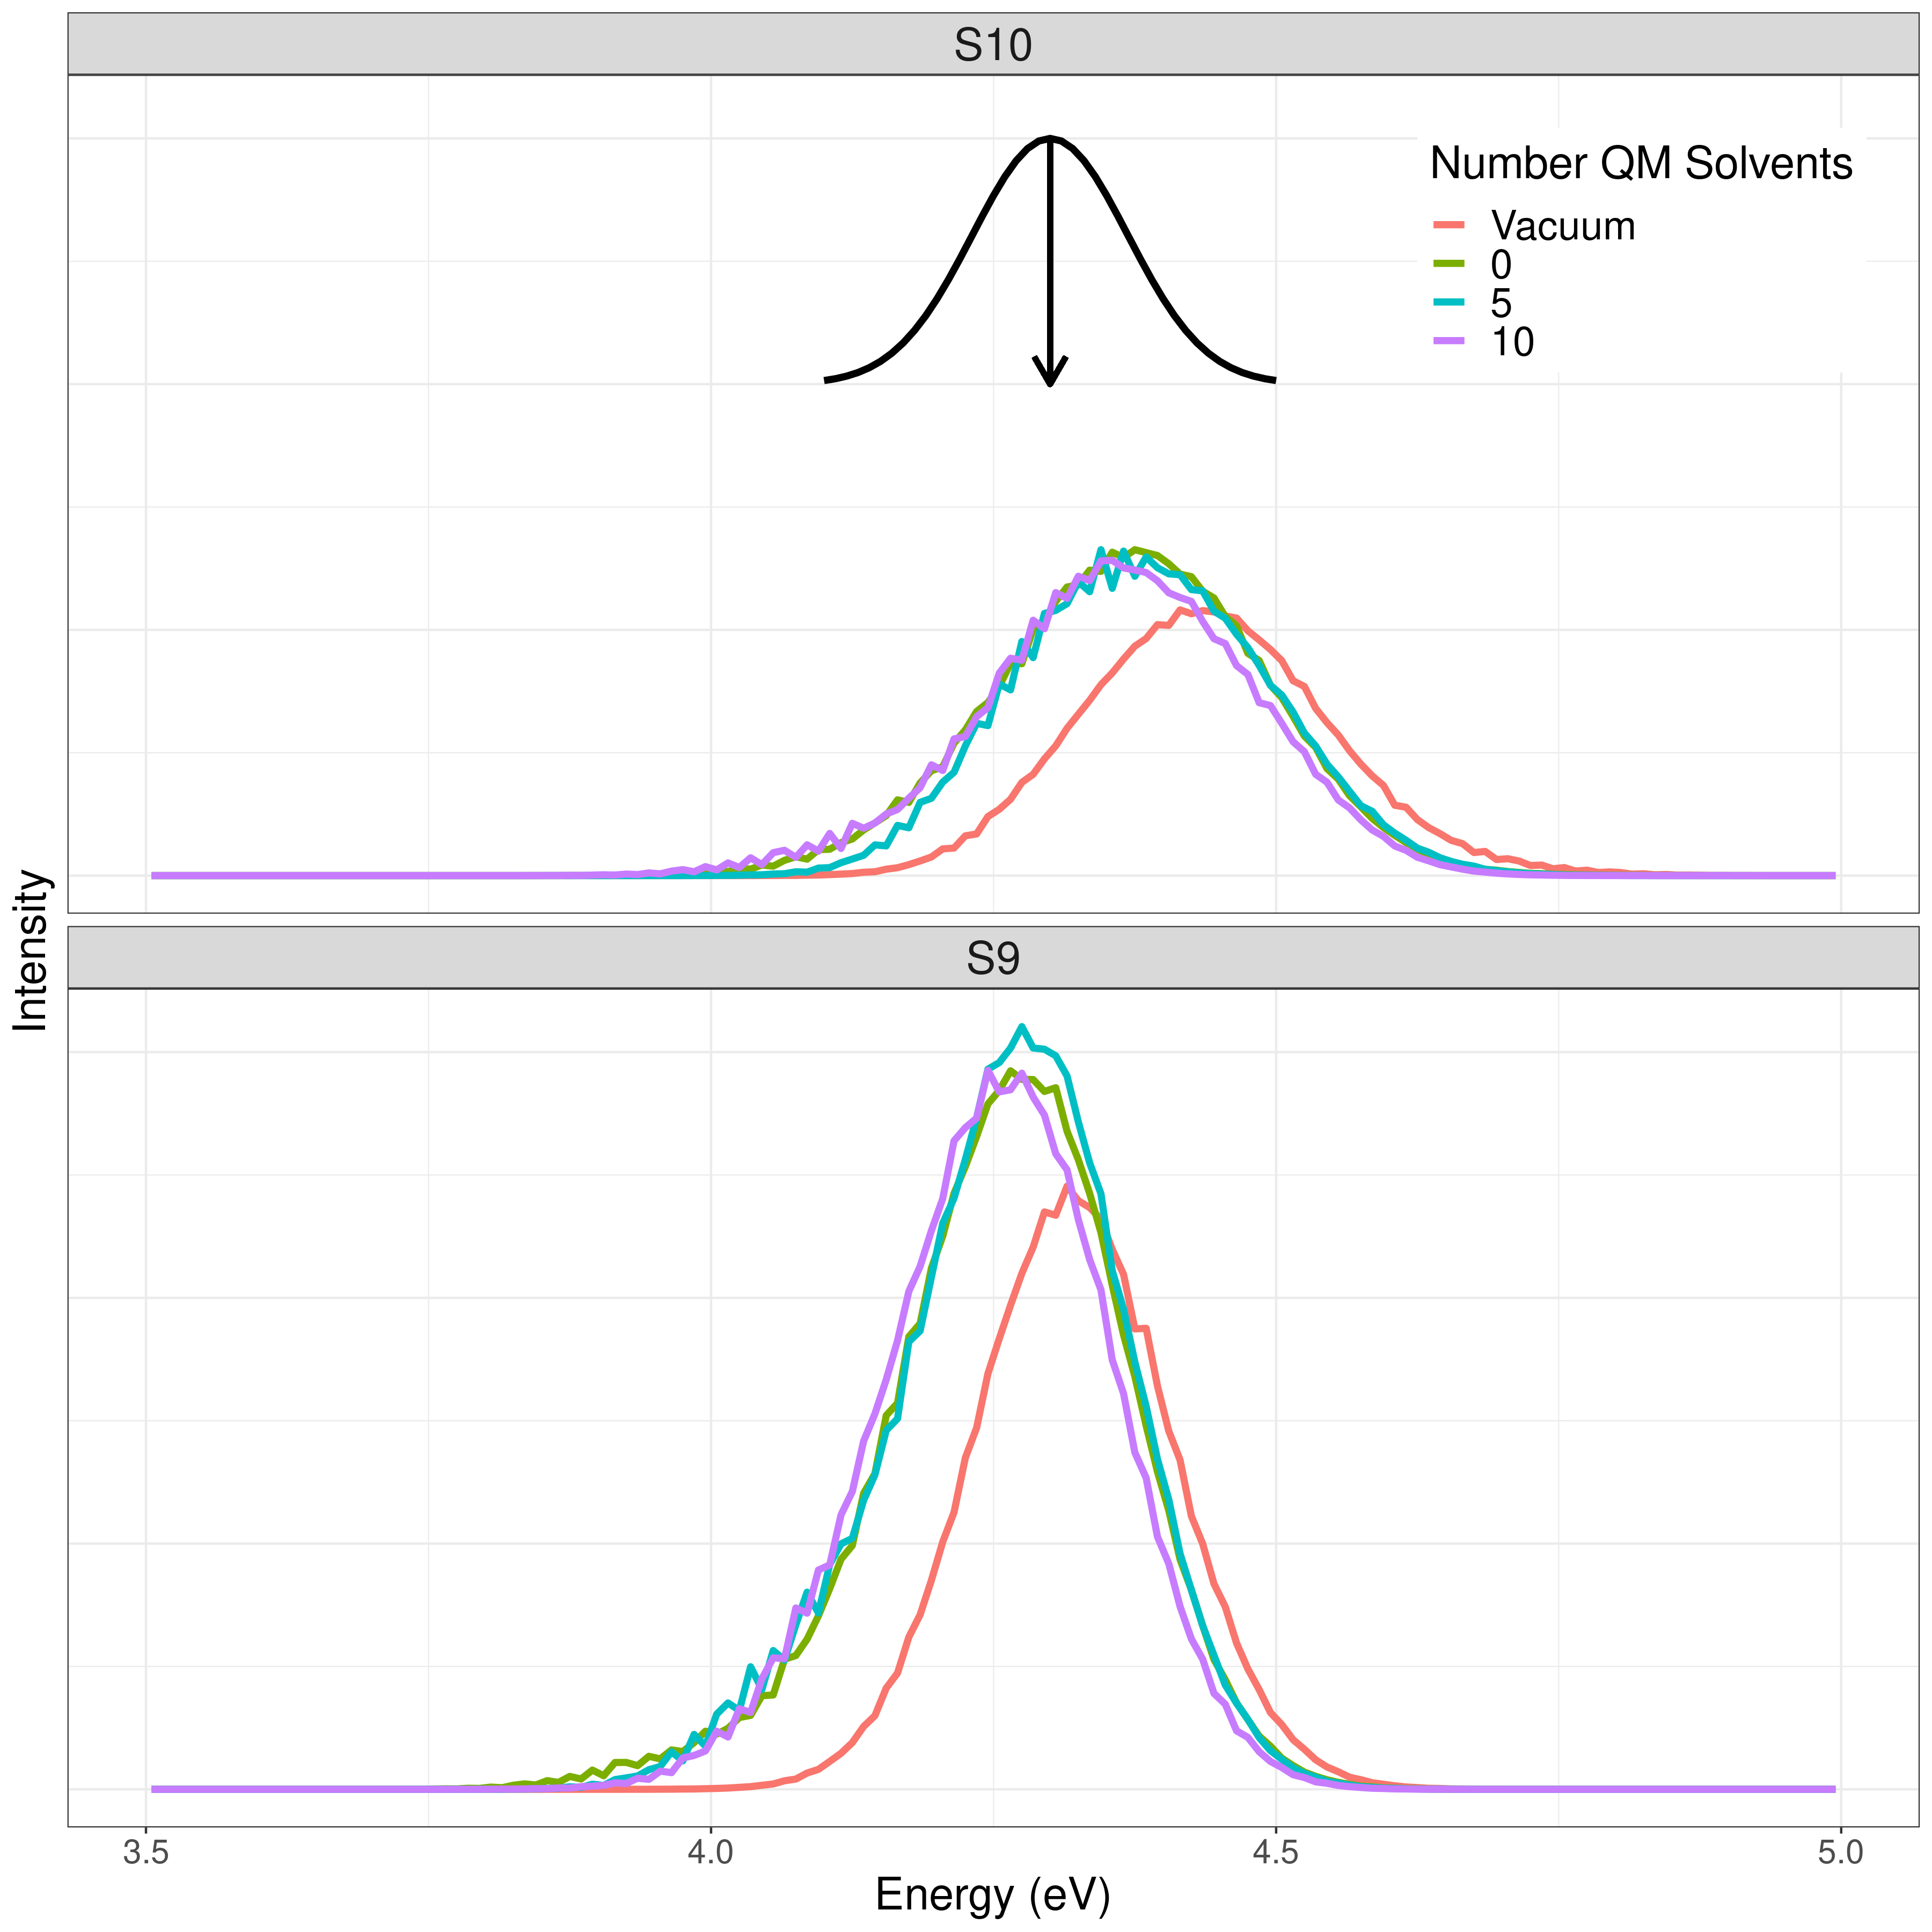 S10
Number QM Solvents
Vacuum
0
5
10
Intensity
S9
3.5 4.0 4.5 5.0
Energy (eV)